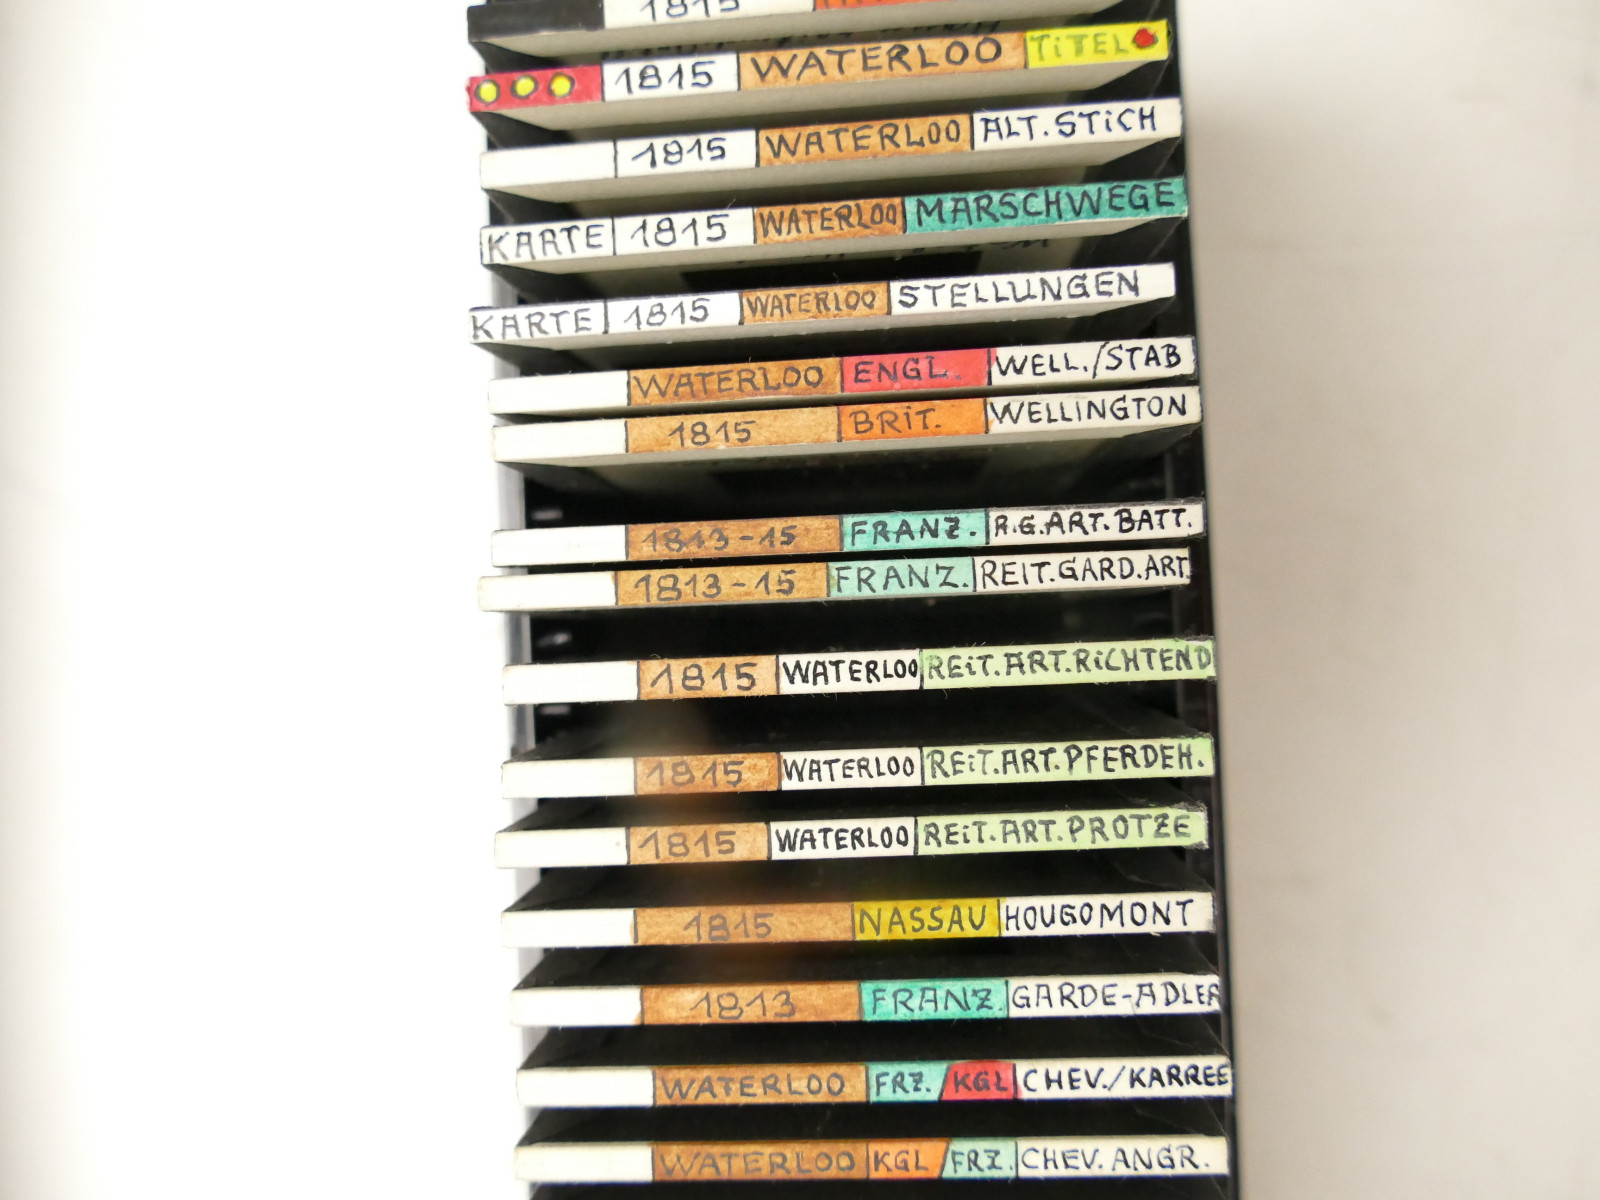 1815
1815 WATERLOO TiTEL
1815 WATERLOO ALT. STiCH
KARTE 1815 WATERLOO MARSCHWEGE
KARTE 1815 WATERLOO STELLUNGEN
WATERLOO ENGL. WELL./STAB
1815 BRiT. WELLINGTON
1813-15 FRANZ. R.G.ART.BATT.
1813-15 FRANZ. REIT.GARD.ART.
1815 WATERLOO REiT.ART.RiCHTEND
1815 WATERLOO REiT.ART.PFERDEH.
1815 WATERLOO REiT.ART.PROTZE
1815 NASSAU HOUGOMONT
1813 FRANZ. GARDE-ADLER
WATERLOO FRZ./KGL CHEV./KARREE
WATERLOO KGL/FRZ. CHEV. ANGR.